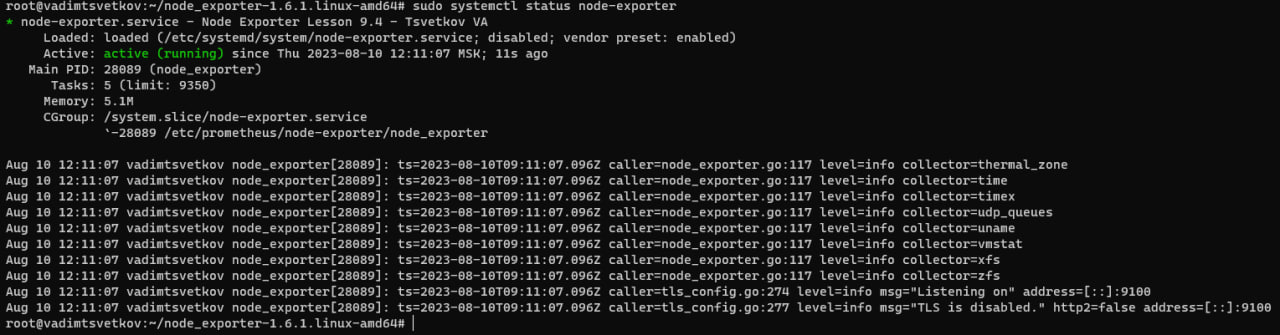 root@vadimtsvetkov:~/node_exporter-1.6.1.linux-amd64# sudo systemctl status node-exporter
* node-exporter.service - Node Exporter Lesson 9.4 - Tsvetkov VA
Loaded: loaded (/etc/systemd/system/node-exporter.service; disabled; vendor preset: enabled)
Active: active (running) since Thu 2023-08-10 12:11:07 MSK; 11s ago
Main PID: 28089 (node_exporter)
Tasks: 5 (limit: 9350)
Memory: 5.1M
CGroup: /system.slice/node-exporter.service
`-28089 /etc/prometheus/node-exporter/node_exporter
Aug 10 12:11:07 vadimtsvetkov node_exporter[28089]: ts=2023-08-10T09:11:07.096Z caller=node_exporter.go:117 level=info collector=thermal_zone
Aug 10 12:11:07 vadimtsvetkov node_exporter[28089]: ts=2023-08-10T09:11:07.096Z caller=node_exporter.go:117 level=info collector=time
Aug 10 12:11:07 vadimtsvetkov node_exporter[28089]: ts=2023-08-10T09:11:07.096Z caller=node_exporter.go:117 level=info collector=timex
Aug 10 12:11:07 vadimtsvetkov node_exporter[28089]: ts=2023-08-10T09:11:07.096Z caller=node_exporter.go:117 level=info collector=udp_queues
Aug 10 12:11:07 vadimtsvetkov node_exporter[28089]: ts=2023-08-10T09:11:07.096Z caller=node_exporter.go:117 level=info collector=uname
Aug 10 12:11:07 vadimtsvetkov node_exporter[28089]: ts=2023-08-10T09:11:07.096Z caller=node_exporter.go:117 level=info collector=vmstat
Aug 10 12:11:07 vadimtsvetkov node_exporter[28089]: ts=2023-08-10T09:11:07.096Z caller=node_exporter.go:117 level=info collector=xfs
Aug 10 12:11:07 vadimtsvetkov node_exporter[28089]: ts=2023-08-10T09:11:07.096Z caller=node_exporter.go:117 level=info collector=zfs
Aug 10 12:11:07 vadimtsvetkov node_exporter[28089]: ts=2023-08-10T09:11:07.096Z caller=tls_config.go:274 level=info msg="Listening on" address=[::]:9100
Aug 10 12:11:07 vadimtsvetkov node_exporter[28089]: ts=2023-08-10T09:11:07.096Z caller=tls_config.go:277 level=info msg="TLS is disabled." http2=false address=[::]:9100
root@vadimtsvetkov:~/node_exporter-1.6.1.linux-amd64#